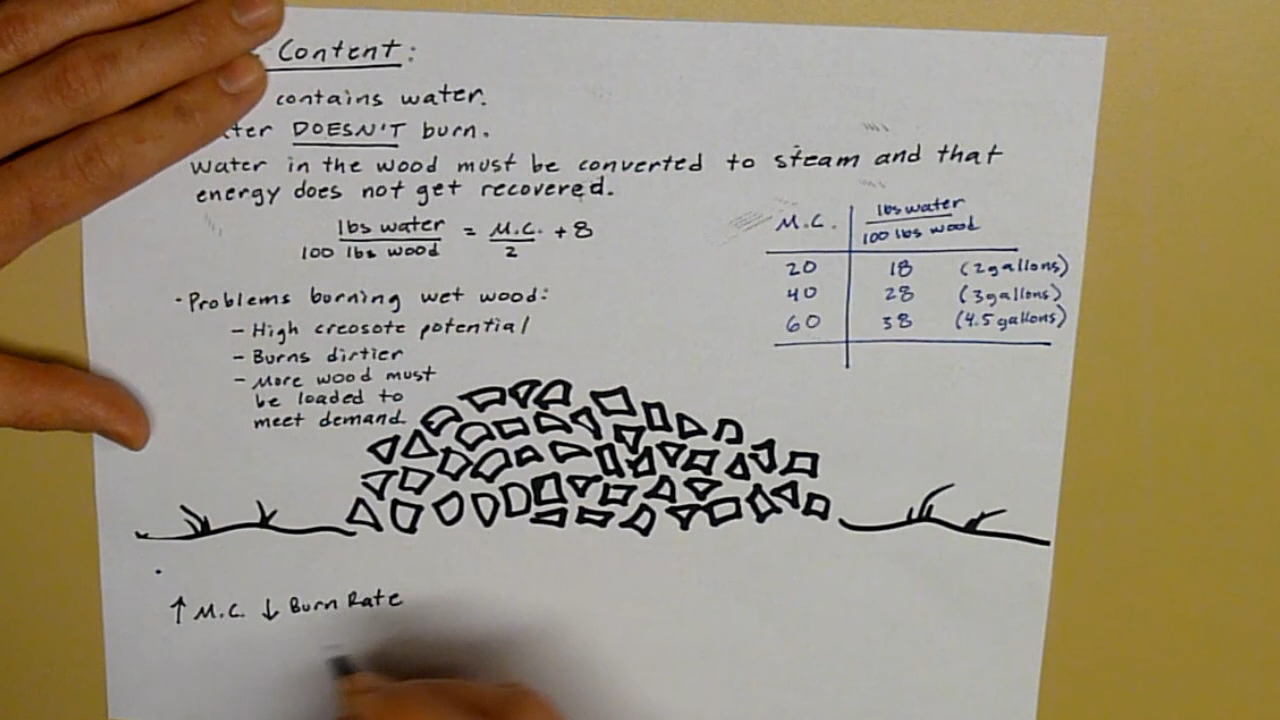 Content:
contains water.
ter DOESN'T burn.
Water in the wood must be converted to steam and that
energy does not get recovered.
lbs water / 100 lbs wood = M.C. / 2 + 8
M.C. lbs water / 100 lbs wood
20 18 (2 gallons)
40 28 (3 gallons)
60 38 (4.5 gallons)
· Problems burning wet wood:
- High creosote potential
- Burns dirtier
- More wood must
be loaded to
meet demand.
↑ M.C. ↓ Burn Rate